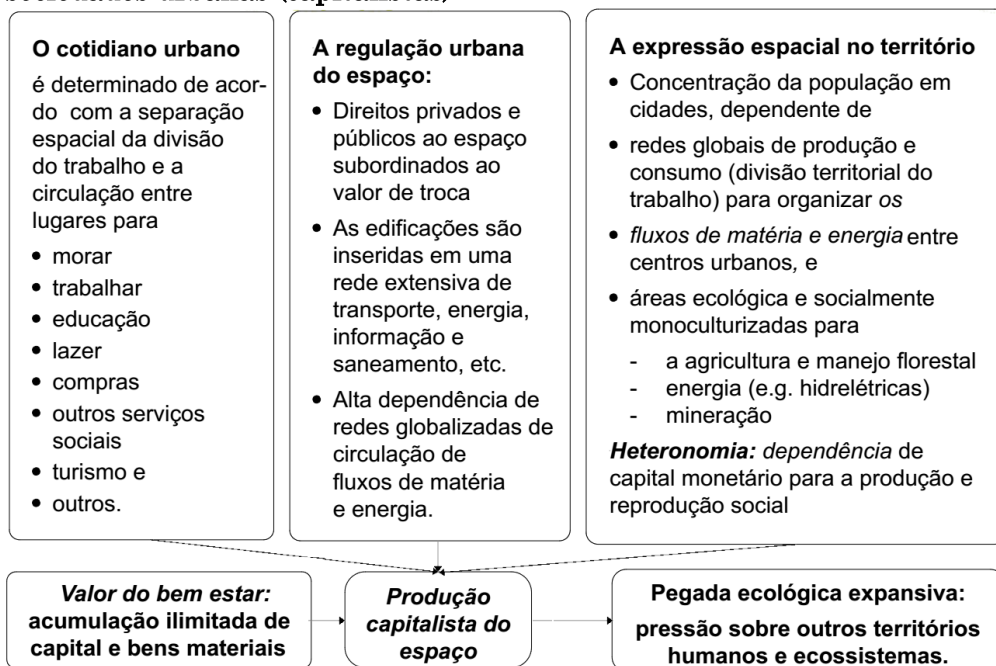 sociedades urbanas (capitalistas)
O cotidiano urbano
é determinado de acor-
do com a separação
espacial da divisão
do trabalho e a
circulação entre
lugares para
• morar
• trabalhar
• educação
• lazer
• compras
• outros serviços
sociais
• turismo e
• outros.
A regulação urbana
do espaço:
• Direitos privados e
públicos ao espaço
subordinados ao
valor de troca
• As edificações são
inseridas em uma
rede extensiva de
transporte, energia,
informação e
saneamento, etc.
• Alta dependência de
redes globalizadas de
circulação de
fluxos de matéria
e energia.
A expressão espacial no território
• Concentração da população em
cidades, dependente de
• redes globais de produção e
consumo (divisão territorial do
trabalho) para organizar os
• fluxos de matéria e energia entre
centros urbanos, e
• áreas ecológica e socialmente
monoculturizadas para
- a agricultura e manejo florestal
- energia (e.g. hidrelétricas)
- mineração
Heteronomia: dependência de
capital monetário para a produção e
reprodução social
Valor do bem estar:
acumulação ilimitada de
capital e bens materiais
Produção
capitalista do
espaço
Pegada ecológica expansiva:
pressão sobre outros territórios
humanos e ecossistemas.